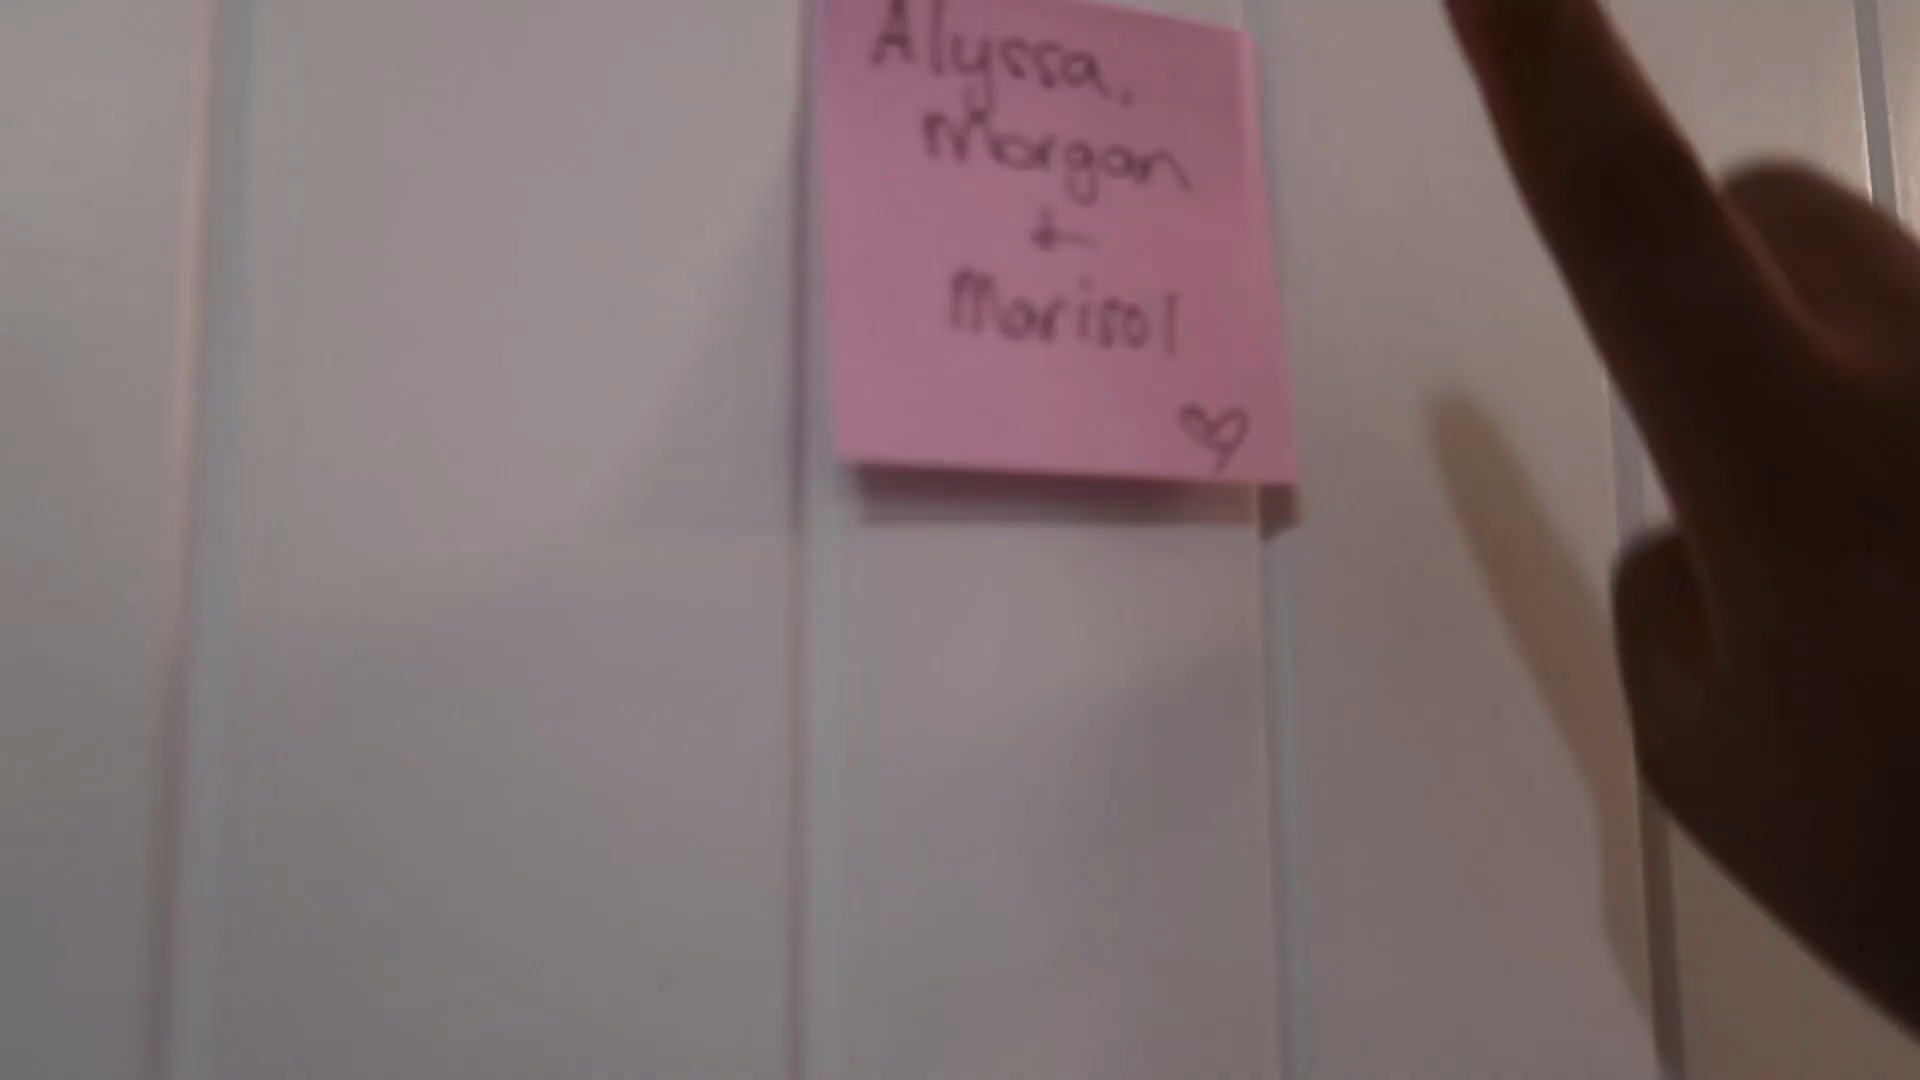 Alyssa,
Morgan
+
Marisol
♡